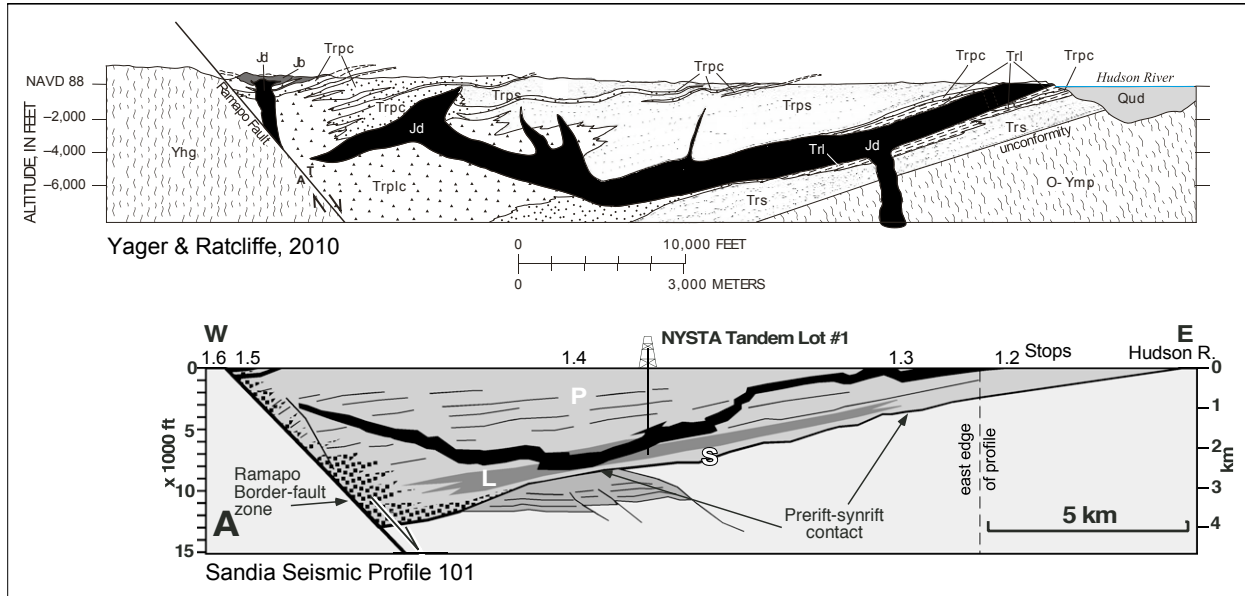 Jd
Jb
Trpc
Trpc
Trpc
Trl
Trpc
Hudson River
NAVD 88
Qud
Ramapo Fault
Trpc
Trps
Trps
–2,000
Jd
Trs
unconformity
Yhg
Trl
Jd
–4,000
T
A
Trplc
O-Ymp
–6,000
Trs
ALTITUDE, IN FEET
Yager & Ratcliffe, 2010
0 10,000 FEET
0 3,000 METERS
W
NYSTA Tandem Lot #1
E
1.6 1.5 1.4 1.3 1.2 Stops Hudson R.
0 0
P
1
5
S
2
x 1000 ft
km
Ramapo
Border-fault
zone
L
10
3
east edge
of profile
A
Prerift-synrift
contact
5 km
4
15
Sandia Seismic Profile 101